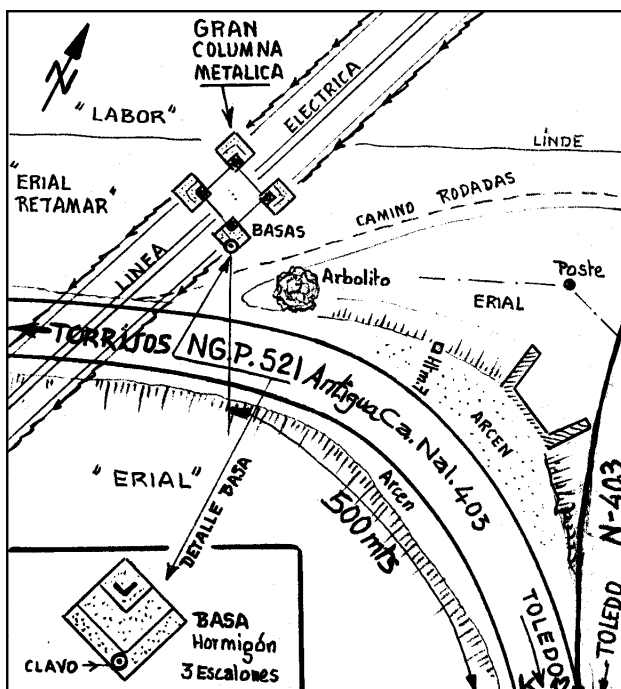 GRAN
COLUMNA
METALICA
N
"LABOR"
ELECTRICA
LÍNDE
"ERIAL
RETAMAR"
CAMINO RODADAS
BASAS
LINEA
Arbolito
Poste
ERIAL
TORRIJOS NG.P. 521 Antigua Ca. Nal. 403
ARCEN
"ERIAL"
Arcen
500 mts
DETALLE BASA
N-403
TOLEDO
TOLEDO
BASA
Hormigón
3 Escalones
CLAVO